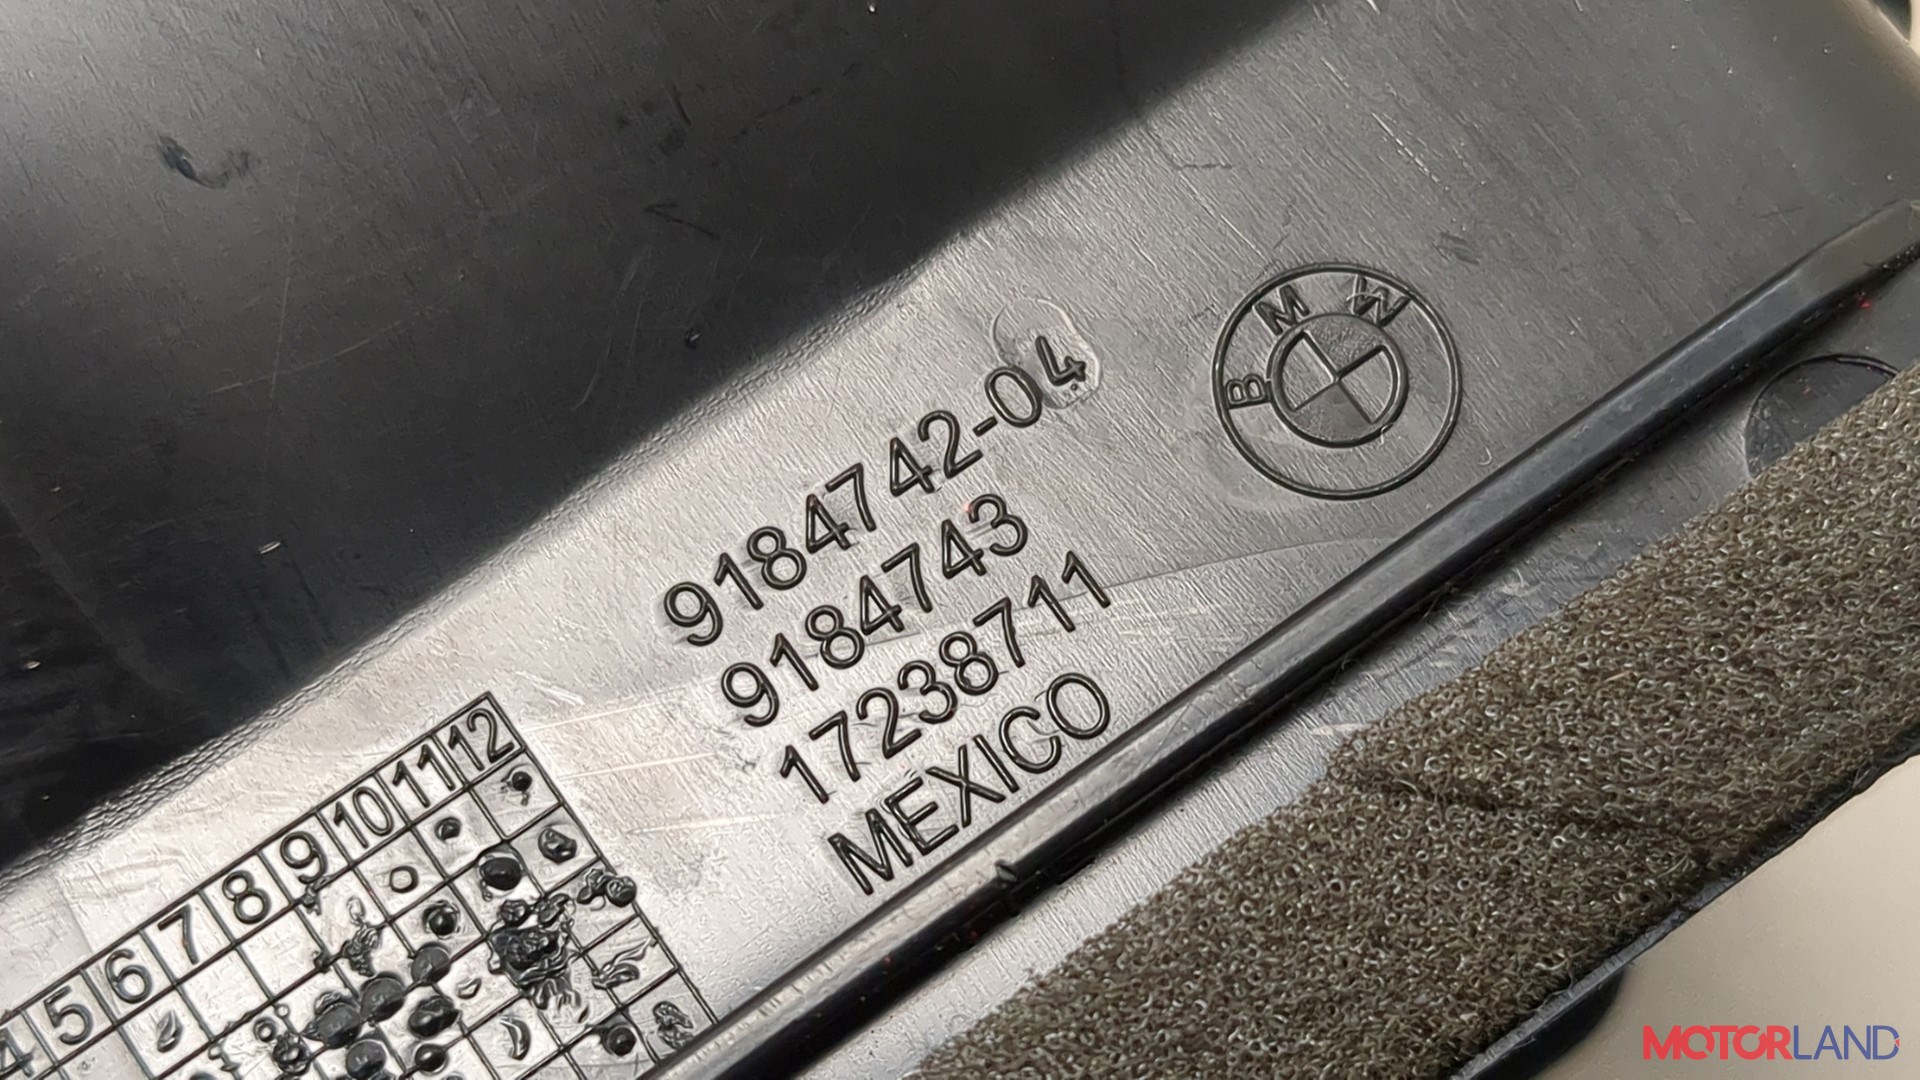 9184742-04
9184743
17238711
MEXICO
BMW
4 5 6 7 8 9 10 11 12
MOTORLAND